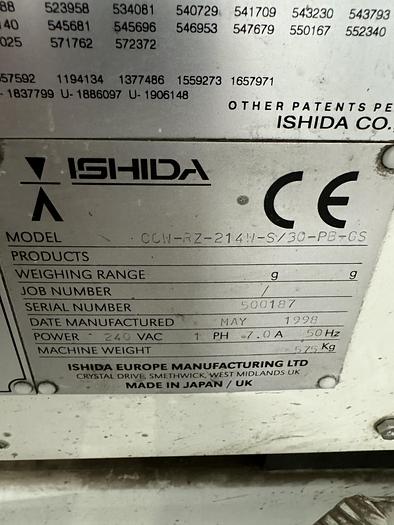 88 523958 534081 540729 541709 543230 543793
140 545681 545696 546953 547679 550167 552340
025 571762 572372
657592 1194134 1377486 1559273 1657971
U- 1837799 U- 1886097 U- 1906148
OTHER PATENTS PE
ISHIDA CO.
ISHIDA CE
MODEL CCW-RZ-214W-S/30-PB-GS
PRODUCTS
WEIGHING RANGE g g
JOB NUMBER /
SERIAL NUMBER 500187
DATE MANUFACTURED MAY 1998
POWER 240 VAC 1 PH 7.0 A 50 Hz
MACHINE WEIGHT 575 Kg
ISHIDA EUROPE MANUFACTURING LTD
CRYSTAL DRIVE, SMETHWICK, WEST MIDLANDS UK
MADE IN JAPAN / UK